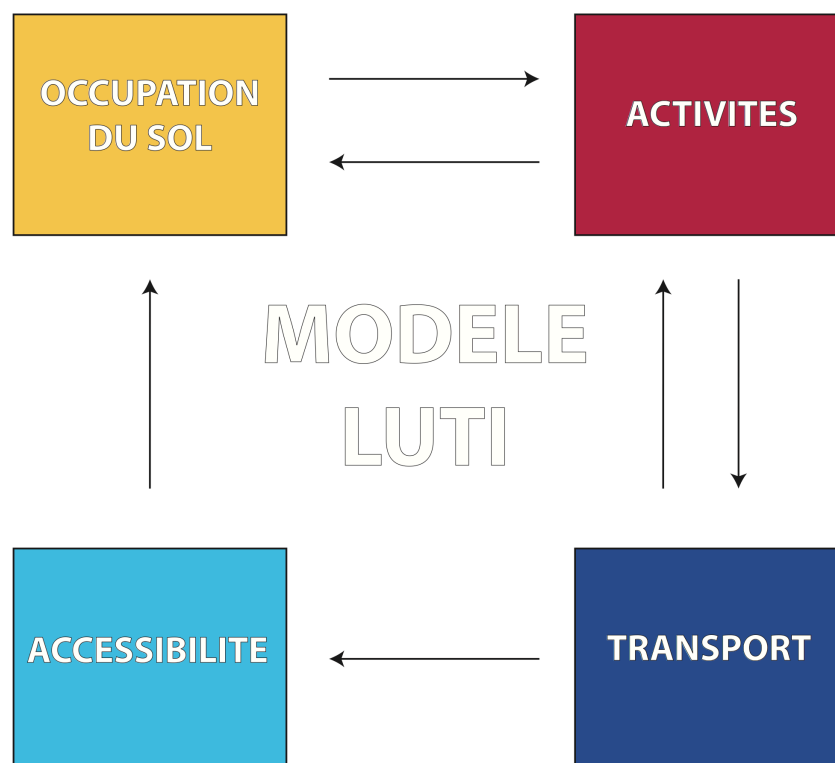 OCCUPATION
DU SOL
ACTIVITES
MODELE
LUTI
ACCESSIBILITE
TRANSPORT